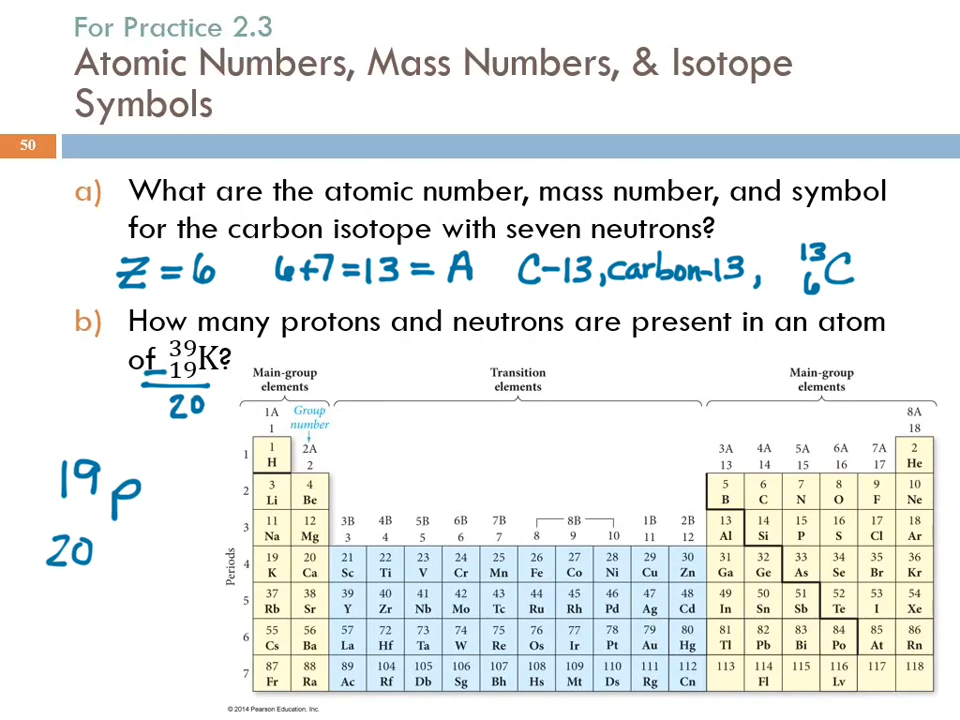 For Practice 2.3
Atomic Numbers, Mass Numbers, & Isotope
Symbols
50
a) What are the atomic number, mass number, and symbol
for the carbon isotope with seven neutrons?
Z = 6 6+7=13 = A C-13, carbon-13, 13 6 C
b) How many protons and neutrons are present in an atom
of 39 19 K?
– 20
19 p
20
Main-group elements
Transition elements
Main-group elements
1A 8A
1 Group number 18
1 1 H 2A 2 3A 13 4A 14 5A 15 6A 16 7A 17 2 He
2 3 Li 4 Be 5 B 6 C 7 N 8 O 9 F 10 Ne
3 11 Na 12 Mg 3B 3 4B 4 5B 5 6B 6 7B 7 8B 8 9 10 1B 11 2B 12 13 Al 14 Si 15 P 16 S 17 Cl 18 Ar
Periods
4 19 K 20 Ca 21 Sc 22 Ti 23 V 24 Cr 25 Mn 26 Fe 27 Co 28 Ni 29 Cu 30 Zn 31 Ga 32 Ge 33 As 34 Se 35 Br 36 Kr
5 37 Rb 38 Sr 39 Y 40 Zr 41 Nb 42 Mo 43 Tc 44 Ru 45 Rh 46 Pd 47 Ag 48 Cd 49 In 50 Sn 51 Sb 52 Te 53 I 54 Xe
6 55 Cs 56 Ba 57 La 72 Hf 73 Ta 74 W 75 Re 76 Os 77 Ir 78 Pt 79 Au 80 Hg 81 Tl 82 Pb 83 Bi 84 Po 85 At 86 Rn
7 87 Fr 88 Ra 89 Ac 104 Rf 105 Db 106 Sg 107 Bh 108 Hs 109 Mt 110 Ds 111 Rg 112 Cn 113 114 Fl 115 116 Lv 117 118
© 2014 Pearson Education, Inc.